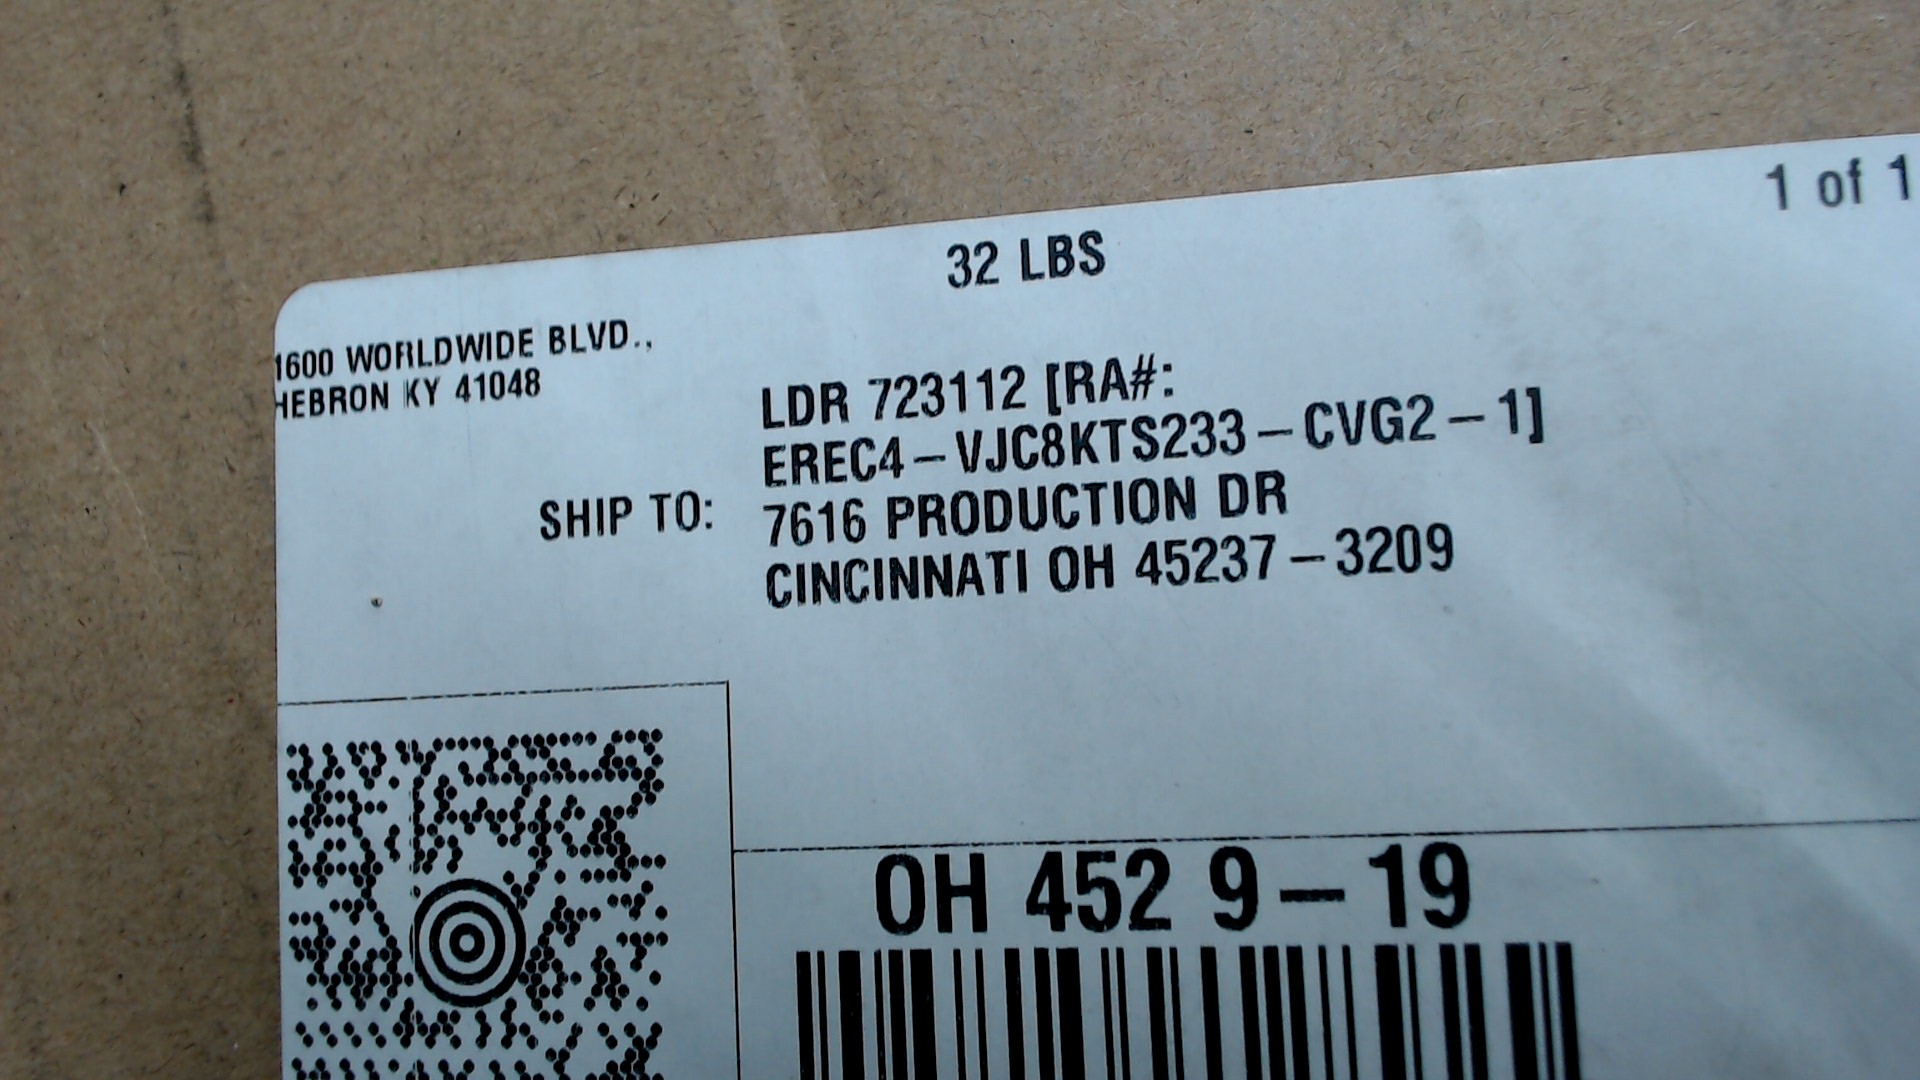 1 of 1
32 LBS
1600 WORLDWIDE BLVD.,
HEBRON KY 41048
LDR 723112 [RA#:
EREC4-VJC8KTS233-CVG2-1]
SHIP TO: 7616 PRODUCTION DR
CINCINNATI OH 45237-3209
OH 452 9-19